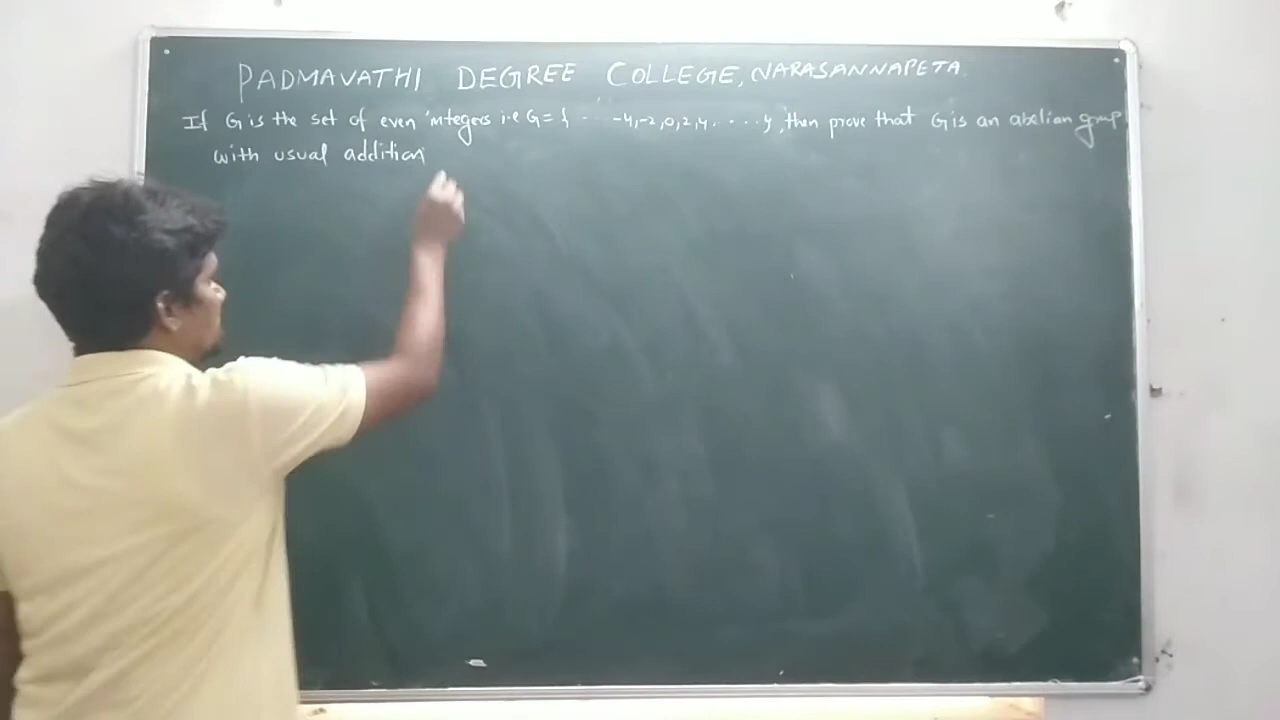 PADMAVATHI DEGREE COLLEGE, NARASANNAPETA
If G is the set of even integers i.e G = { ..... -4,-2,0,2,4. .... }, then prove that G is an abelian group
with usual addition